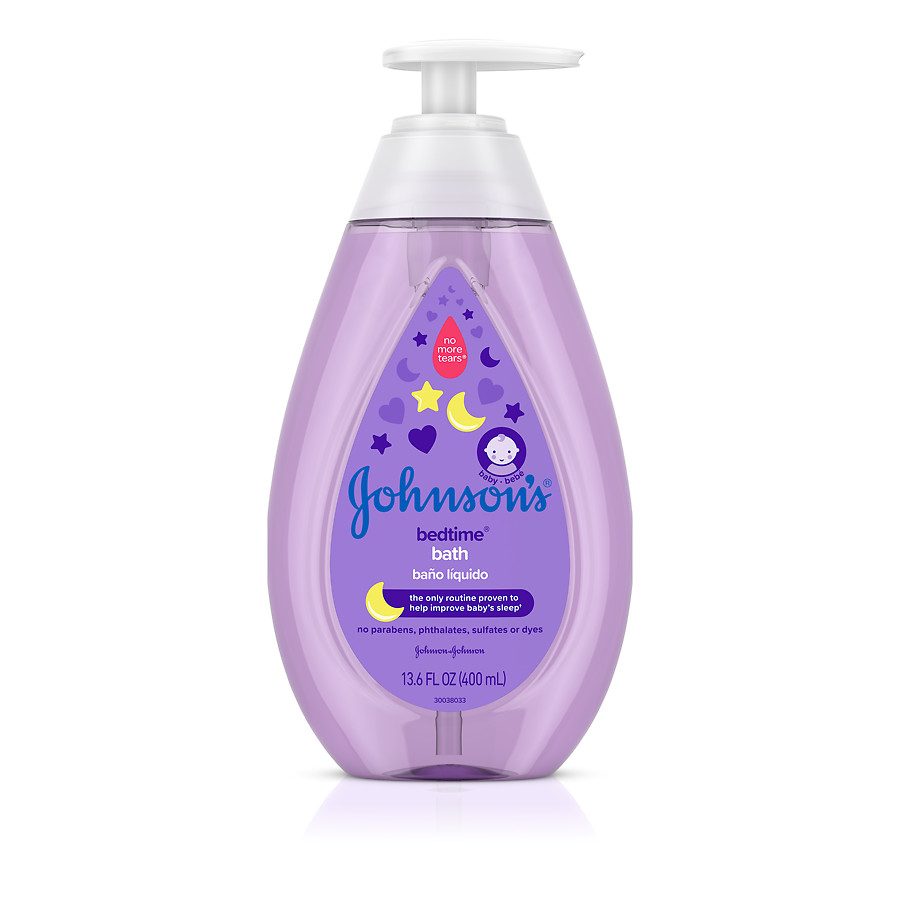 no
more
tears®
baby • bebé
Johnson's®
bedtime®
bath
baño líquido
the only routine proven to
help improve baby's sleep¹
no parabens, phthalates, sulfates or dyes
Johnson & Johnson
13.6 FL OZ (400 mL)
30038033